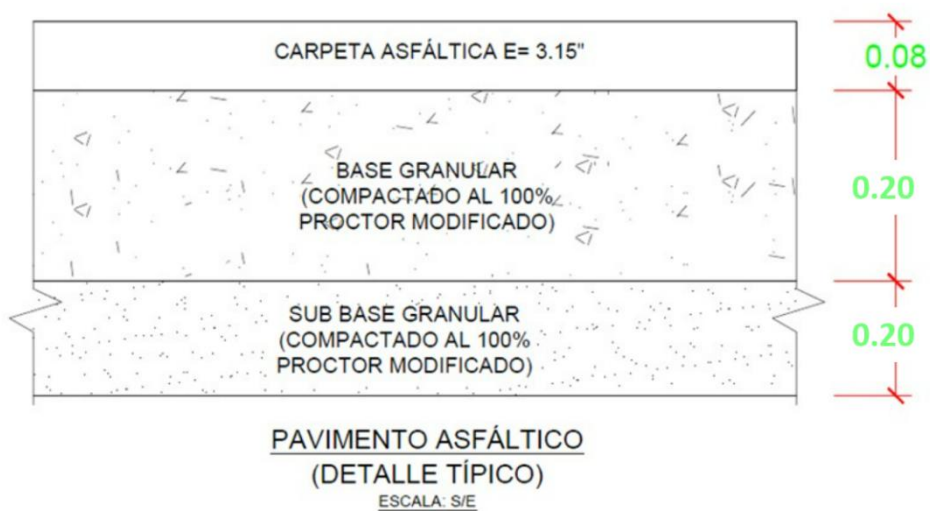 CARPETA ASFÁLTICA E= 3.15"
0.08
BASE GRANULAR
(COMPACTADO AL 100%
PROCTOR MODIFICADO)
0.20
SUB BASE GRANULAR
(COMPACTADO AL 100%
PROCTOR MODIFICADO)
0.20
PAVIMENTO ASFÁLTICO
(DETALLE TÍPICO)
ESCALA: S/E